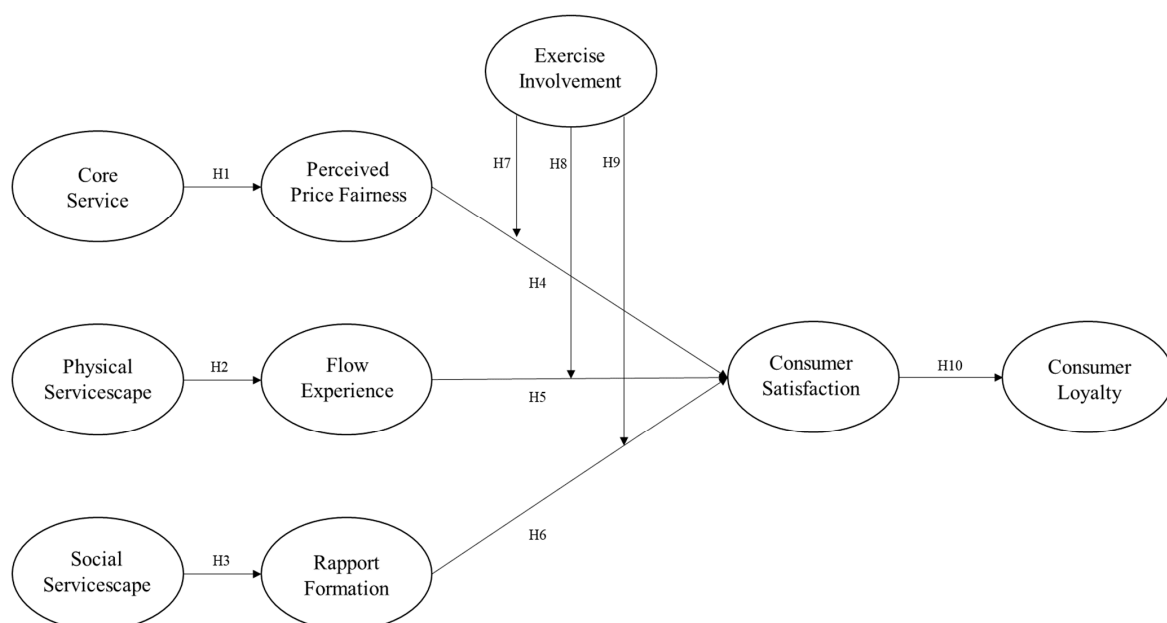 Exercise
Involvement
H7
H8
H9
Core
Service
H1
Perceived
Price Fairness
H4
Physical
Servicescape
H2
Flow
Experience
H5
Consumer
Satisfaction
H10
Consumer
Loyalty
Social
Servicescape
H3
Rapport
Formation
H6